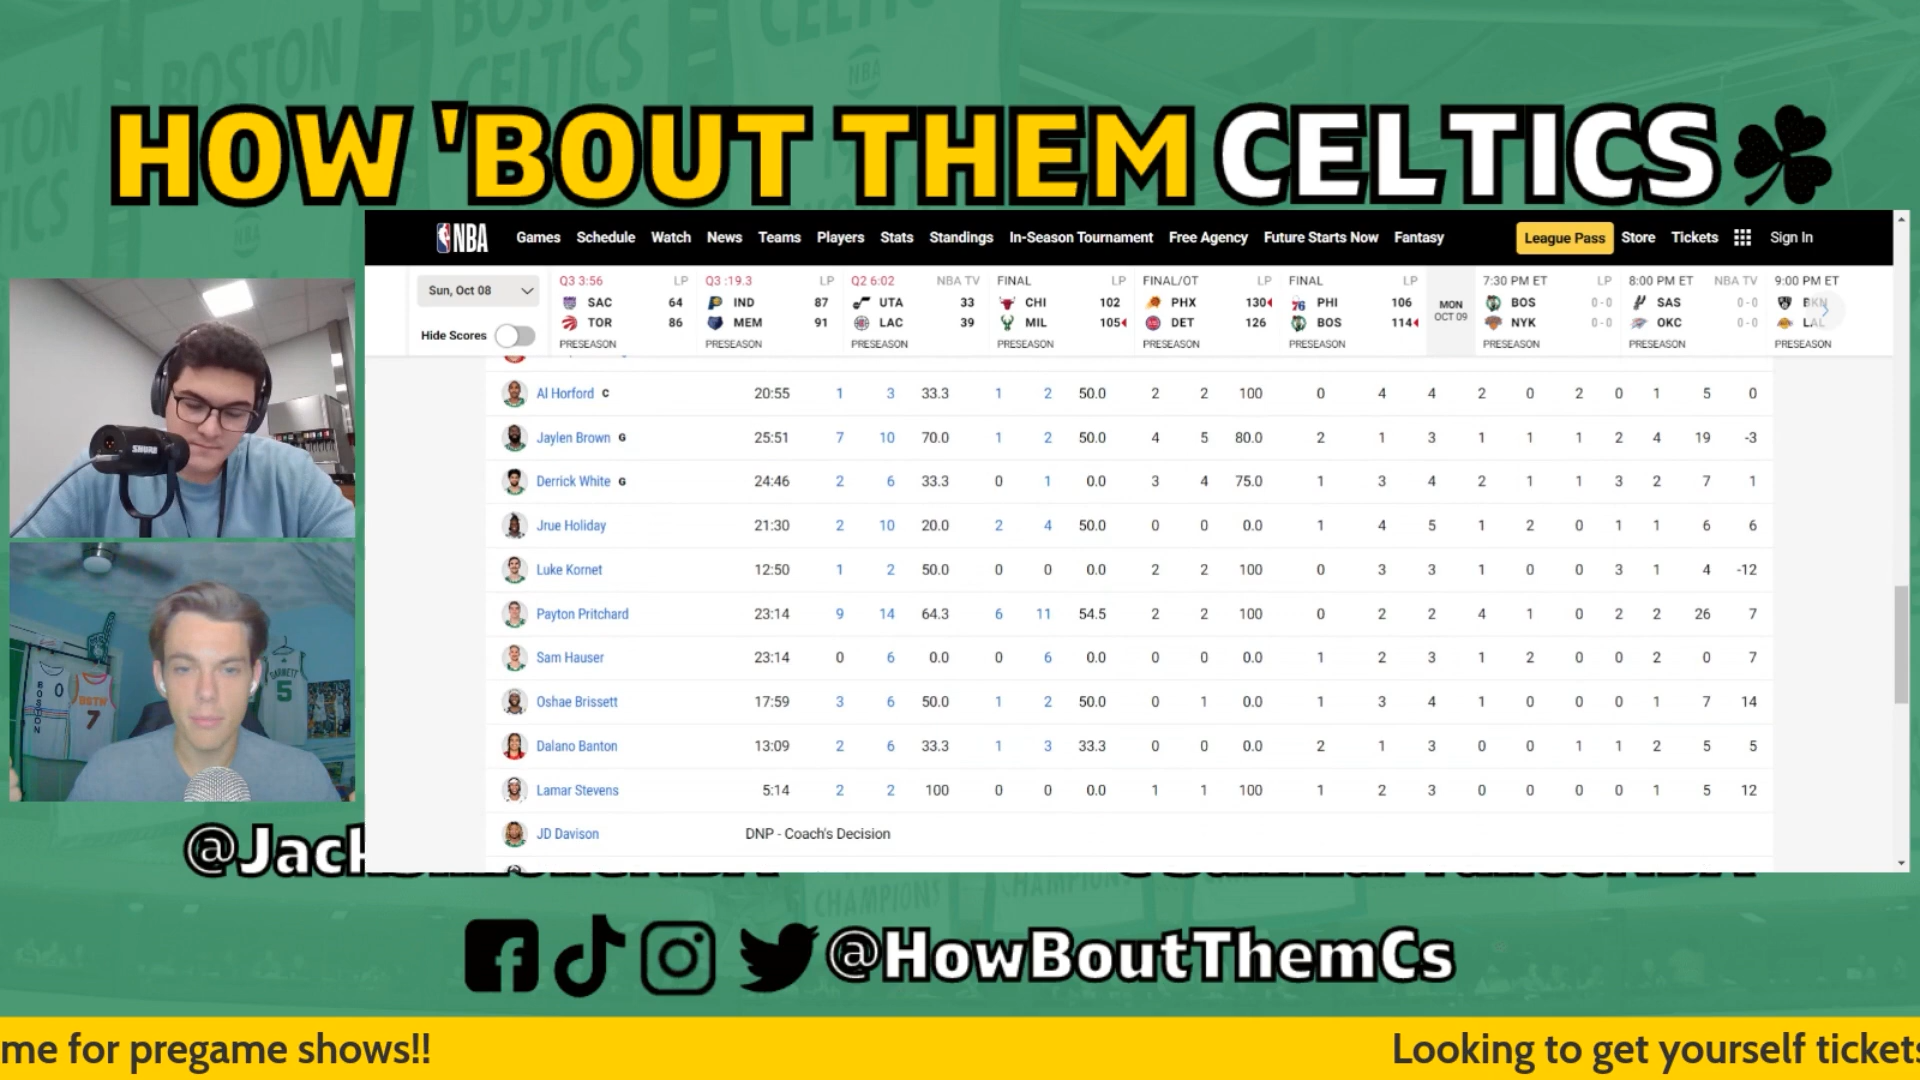 HOW 'BOUT THEM CELTICS
NBA Games Schedule Watch News Teams Players Stats Standings In-Season Tournament Free Agency Future Starts Now Fantasy League Pass Store Tickets Sign In
Sun, Oct 08
Hide Scores
Q3 3:56 LP
SAC 64
TOR 86
PRESEASON
Q3 :19.3 LP
IND 87
MEM 91
PRESEASON
Q2 6:02 NBA TV
UTA 33
LAC 39
PRESEASON
FINAL LP
CHI 102
MIL 105
PRESEASON
FINAL/OT LP
PHX 130
DET 126
PRESEASON
FINAL LP
PHI 106
BOS 114
PRESEASON
MON
OCT 09
7:30 PM ET LP
BOS 0-0
NYK 0-0
PRESEASON
8:00 PM ET NBA TV
SAS 0-0
OKC 0-0
PRESEASON
9:00 PM ET
BKN
LAL
PRESEASON
Al Horford C 20:55 1 3 33.3 1 2 50.0 2 2 100 0 4 4 2 0 2 0 1 5 0
Jaylen Brown G 25:51 7 10 70.0 1 2 50.0 4 5 80.0 2 1 3 1 1 1 2 4 19 -3
Derrick White G 24:46 2 6 33.3 0 1 0.0 3 4 75.0 1 3 4 2 1 1 3 2 7 1
Jrue Holiday 21:30 2 10 20.0 2 4 50.0 0 0 0.0 1 4 5 1 2 0 1 1 6 6
Luke Kornet 12:50 1 2 50.0 0 0 0.0 2 2 100 0 3 3 1 0 0 3 1 4 -12
Payton Pritchard 23:14 9 14 64.3 6 11 54.5 2 2 100 0 2 2 4 1 0 2 2 26 7
Sam Hauser 23:14 0 6 0.0 0 6 0.0 0 0 0.0 1 2 3 1 2 0 0 2 0 7
Oshae Brissett 17:59 3 6 50.0 1 2 50.0 0 1 0.0 1 3 4 1 0 0 0 1 7 14
Dalano Banton 13:09 2 6 33.3 1 3 33.3 0 0 0.0 2 1 3 0 0 1 1 2 5 5
Lamar Stevens 5:14 2 2 100 0 0 0.0 1 1 100 1 2 3 0 0 0 0 1 5 12
JD Davison DNP - Coach's Decision
SHURE
BOSTON
0
BSTN
7
GARNETT
5
@Jack
@HowBoutThemCs
me for pregame shows!!
Looking to get yourself tickets
BOSTON
CELTICS
BOSTON
CELTICS
NBA
CHAMPIONS
CHAMPIONS